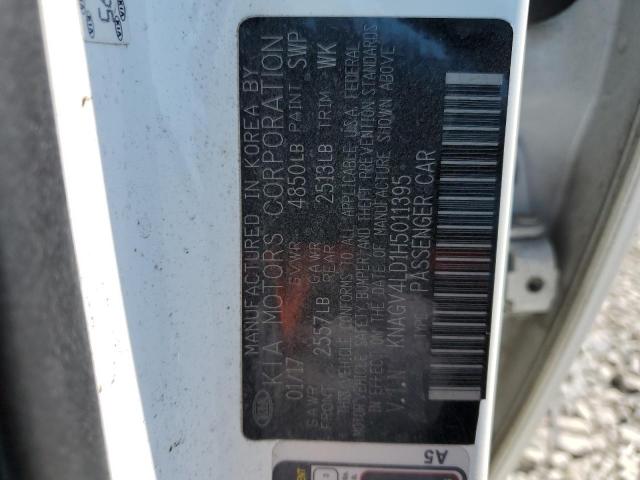 MANUFACTURED IN KOREA BY
KIA MOTORS CORPORATION
01/17 GVWR 4850LB PAINT SWP
GAWR GAWR
FRONT 2557LB REAR 2513LB TRIM WK
THIS VEHICLE CONFORMS TO ALL APPLICABLE U.S.A FEDERAL
MOTOR VEHICLE SAFETY, BUMPER, AND THEFT PREVENTION STANDARDS
IN EFFECT ON THE DATE OF MANUFACTURE SHOWN ABOVE
V.I.N KNAGV4LD1H5011395
TYPE: PASSENGER CAR
A5
KIA